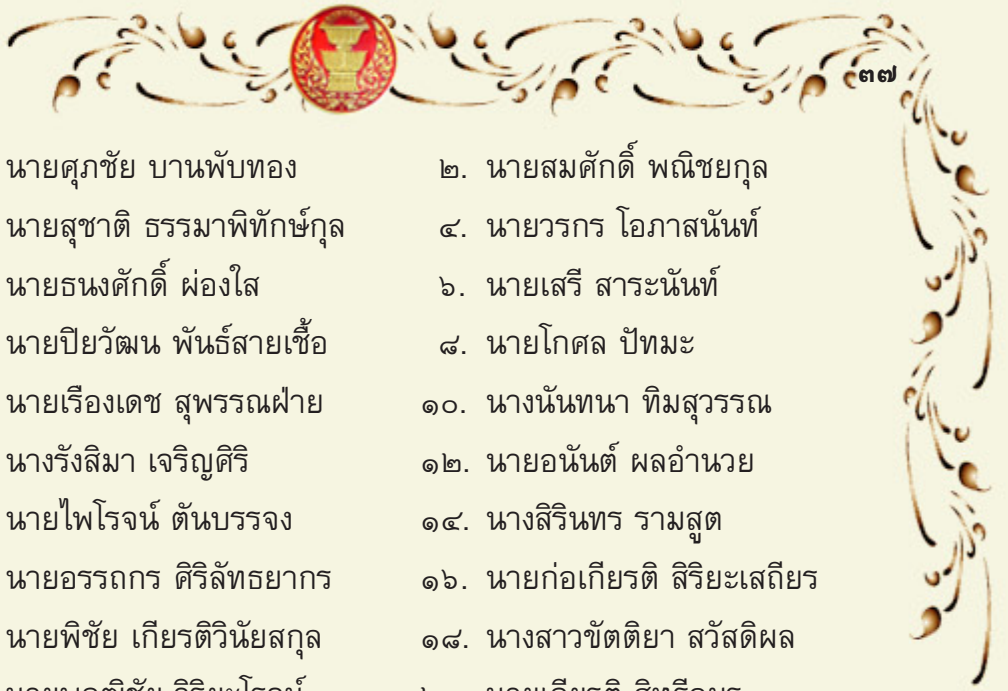 ๓๗
นายศุภชัย บานพับทอง ๒. นายสมศักดิ์ พณิชยกุล
นายสุชาติ ธรรมาพิทักษ์กุล ๔. นายวรกร โอภาสนันท์
นายธนงศักดิ์ ผ่องใส ๖. นายเสรี สาระนันท์
นายปิยวัฒน พันธ์สายเชื้อ ๘. นายโกศล ปัทมะ
นายเรืองเดช สุพรรณฝ่าย ๑๐. นางนันทนา ทิมสุวรรณ
นางรังสิมา เจริญศิริ ๑๒. นายอนันต์ ผลอำนวย
นายไพโรจน์ ตันบรรจง ๑๔. นางสิรินทร รามสูต
นายอรรถกร ศิริลัทธยากร ๑๖. นายก่อเกียรติ สิริยะเสถียร
นายพิชัย เกียรติวินัยสกุล ๑๘. นางสาวขัตติยา สวัสดิผล